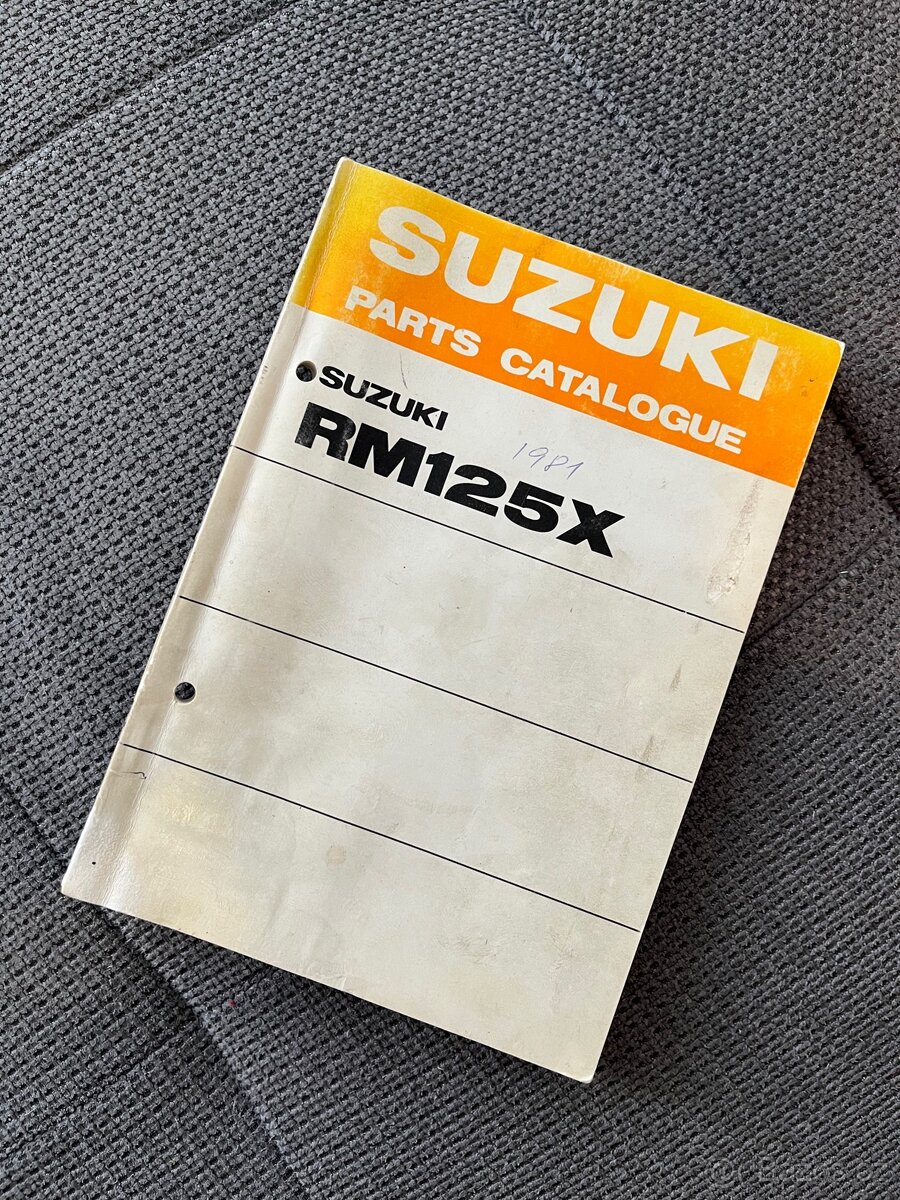 SUZUKI
PARTS CATALOGUE
SUZUKI
1981
RM125X